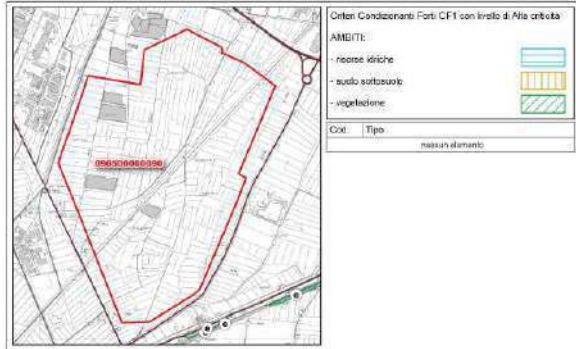 Criteri Condizionanti Forti CF1 con livello di Alta criticità
AMBITI:
- risorse idriche
- suolo sottosuolo
- vegetazione
Cod. Tipo
nessun elemento